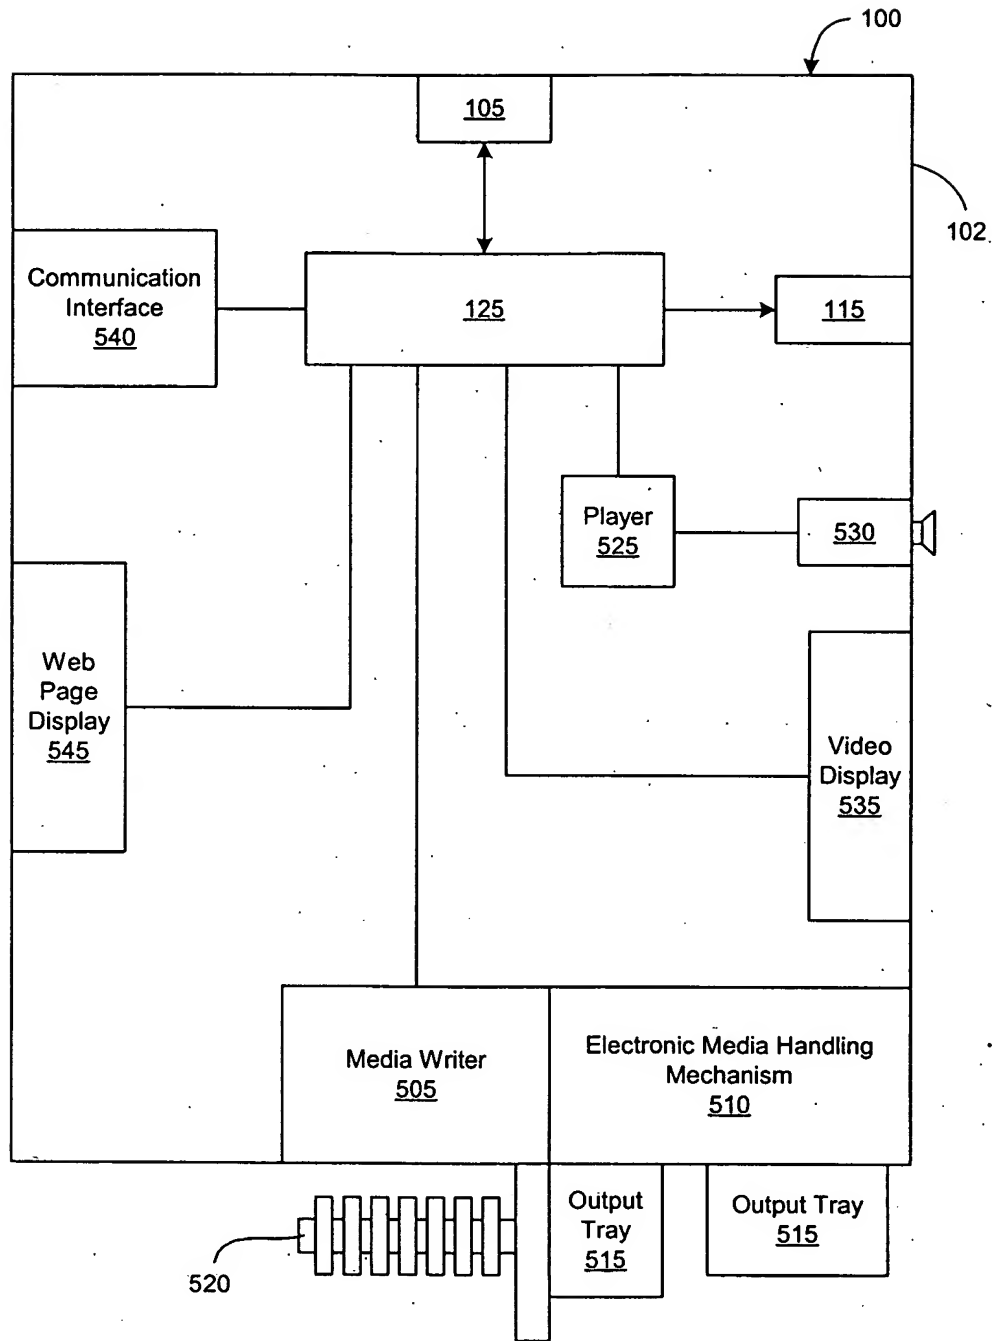 100
105
102
Communication
Interface
540
125
115
Player
525
530
Web
Page
Display
545
Video
Display
535
Media Writer
505
Electronic Media Handling
Mechanism
510
Output
Tray
515
Output Tray
515
520